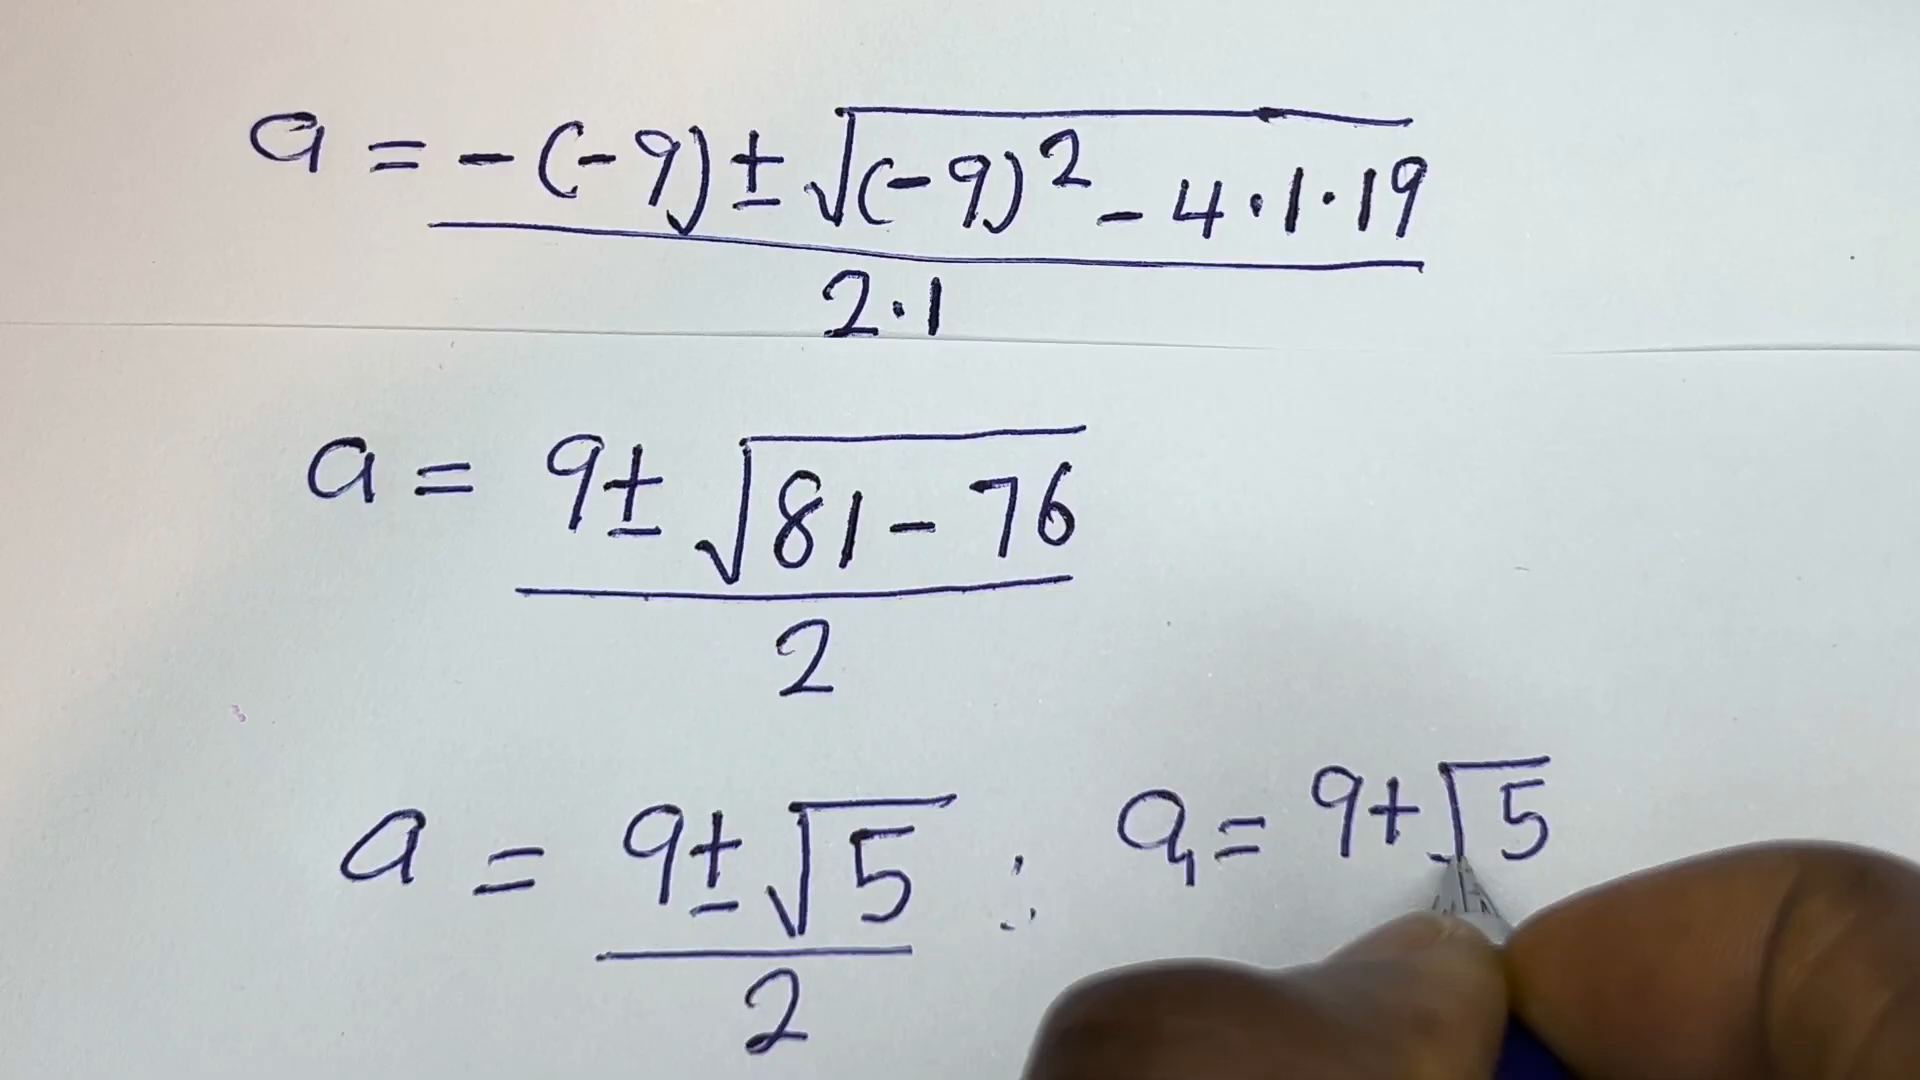 a = -(-9) ± √((-9)² - 4·1·19) / 2·1
a = 9 ± √(81 - 76) / 2
a = 9 ± √5 / 2 ; a₁ = 9 + √5